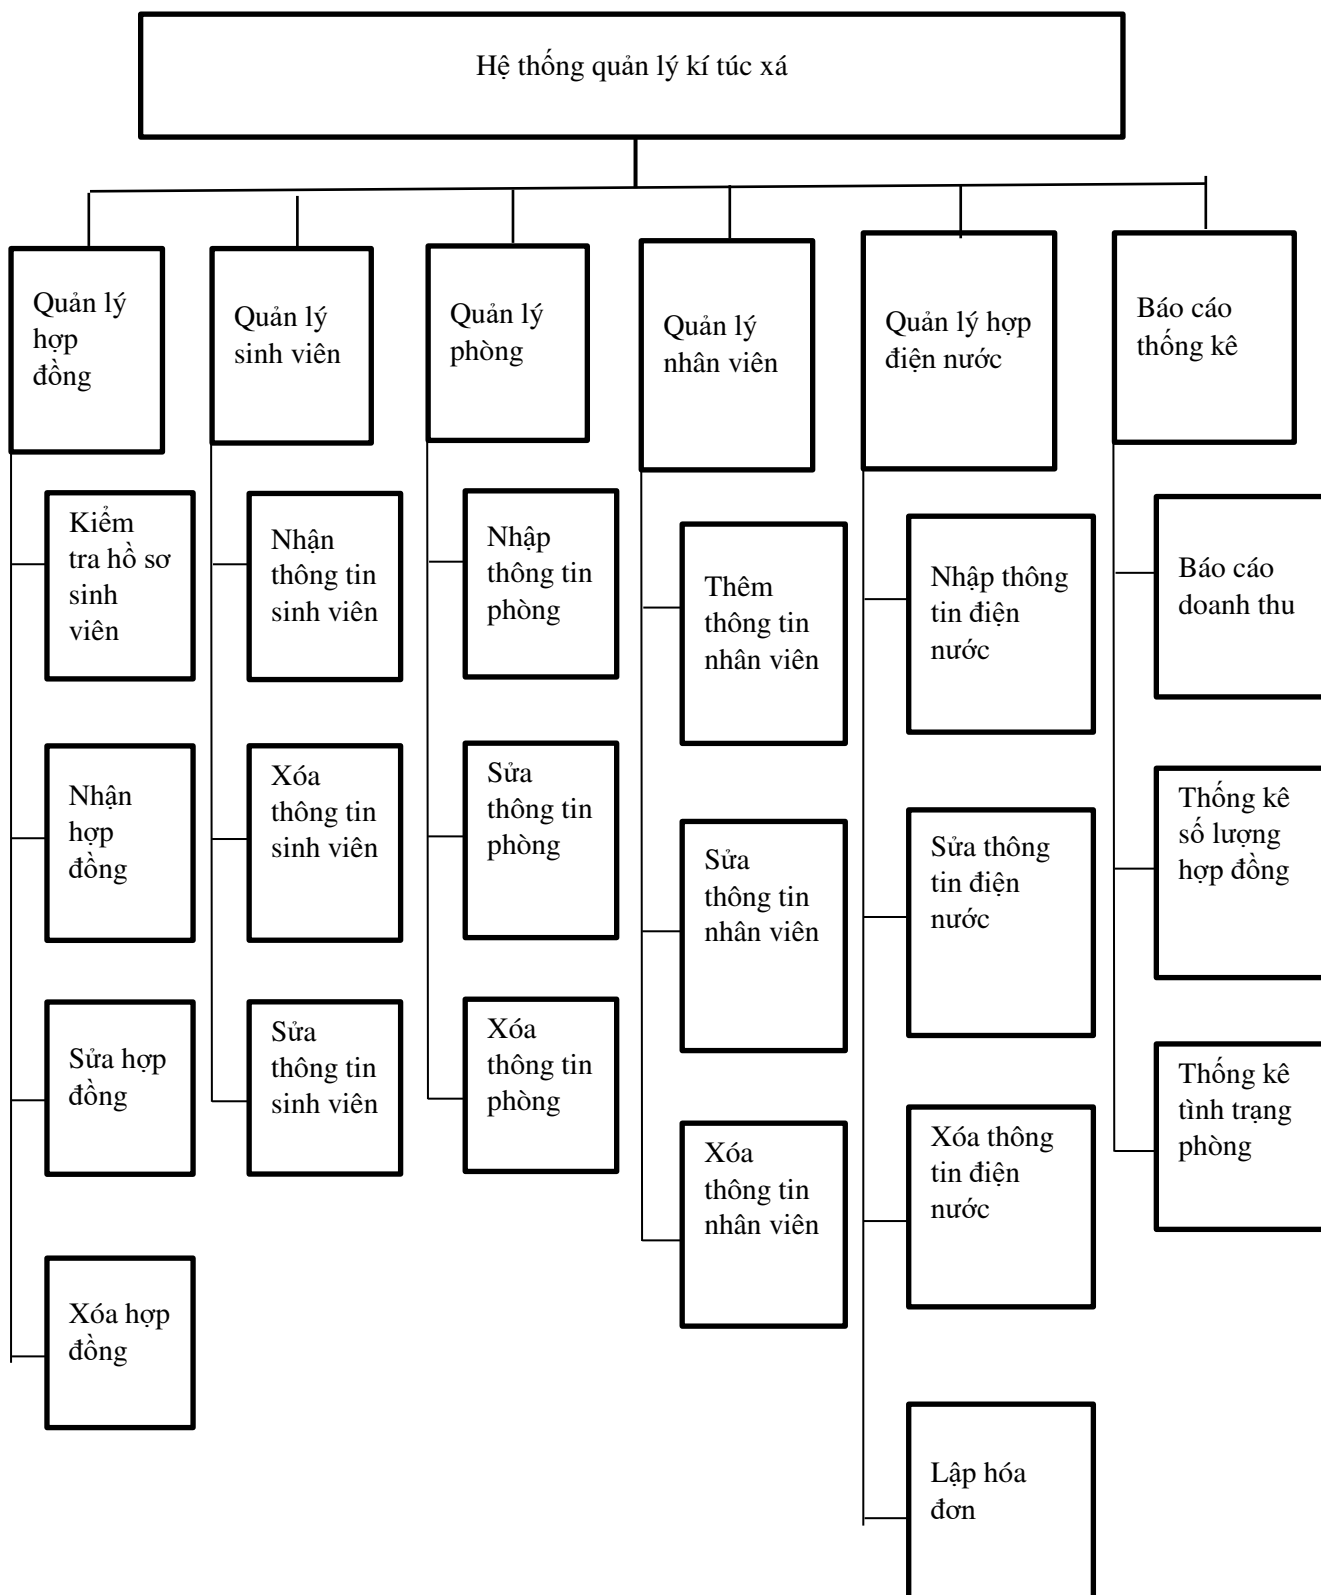 Hệ thống quản lý kí túc xá
Quản lý
hợp
đồng
Quản lý
sinh viên
Quản lý
phòng
Quản lý
nhân viên
Quản lý hợp
điện nước
Báo cáo
thống kê
Kiểm
tra hồ sơ
sinh
viên
Nhận
hợp
đồng
Sửa hợp
đồng
Xóa hợp
đồng
Nhận
thông tin
sinh viên
Xóa
thông tin
sinh viên
Sửa
thông tin
sinh viên
Nhập
thông tin
phòng
Sửa
thông tin
phòng
Xóa
thông tin
phòng
Thêm
thông tin
nhân viên
Sửa
thông tin
nhân viên
Xóa
thông tin
nhân viên
Nhập thông
tin điện
nước
Sửa thông
tin điện
nước
Xóa thông
tin điện
nước
Lập hóa
đơn
Báo cáo
doanh thu
Thống kê
số lượng
hợp đồng
Thống kê
tình trạng
phòng